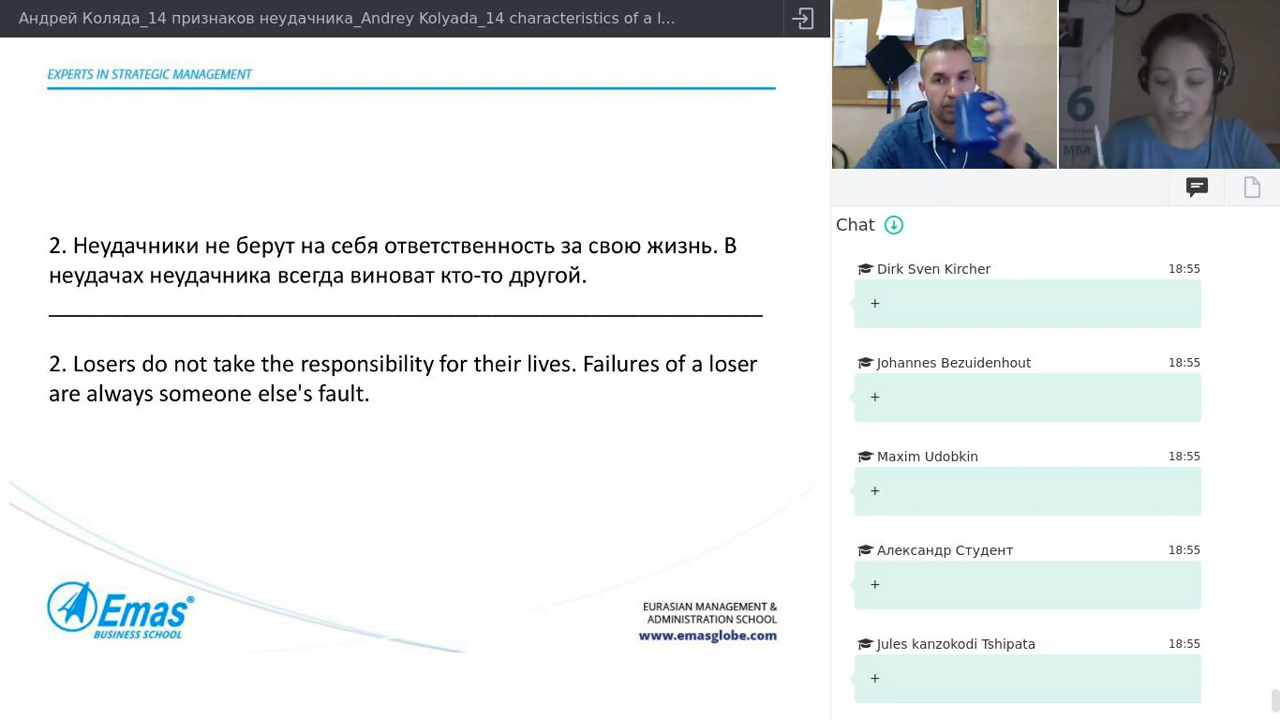 Андрей Коляда_14 признаков неудачника_Andrey Kolyada_14 characteristics of a l...
EXPERTS IN STRATEGIC MANAGEMENT
2. Неудачники не берут на себя ответственность за свою жизнь. В
неудачах неудачника всегда виноват кто-то другой.
2. Losers do not take the responsibility for their lives. Failures of a loser
are always someone else's fault.
Emas®
BUSINESS SCHOOL
EURASIAN MANAGEMENT &
ADMINISTRATION SCHOOL
www.emasglobe.com
6
МБА
Chat
Dirk Sven Kircher 18:55
+
Johannes Bezuidenhout 18:55
+
Maxim Udobkin 18:55
+
Александр Студент 18:55
+
Jules kanzokodi Tshipata 18:55
+